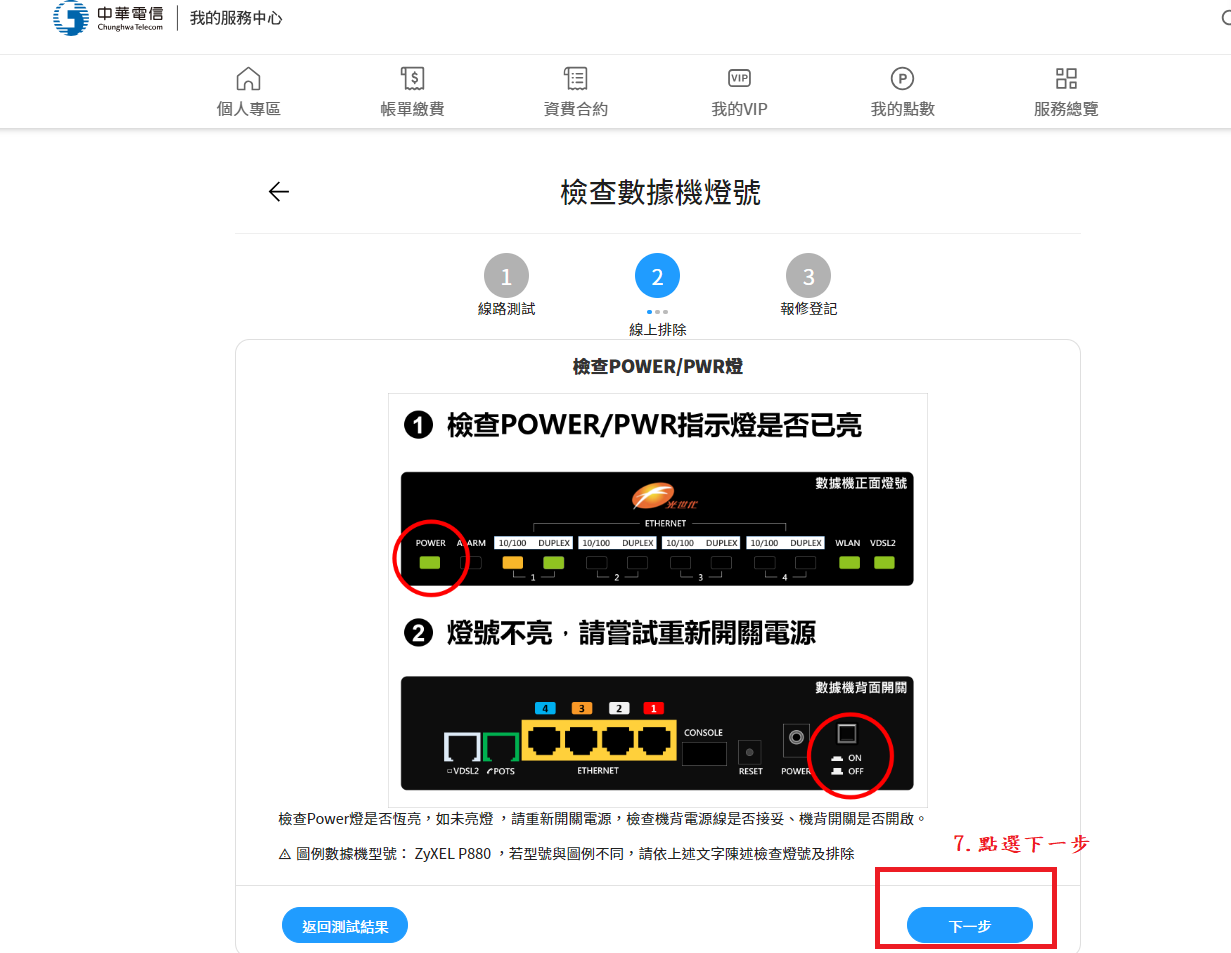 中華電信
Chunghwa Telecom
我的服務中心
個人專區
帳單繳費
資費合約
我的VIP
我的點數
服務總覽
檢查數據機燈號
1 2 3
線路測試
報修登記
線上排除
檢查POWER/PWR燈
1 檢查POWER/PWR指示燈是否已亮
數據機正面燈號
光世代
ETHERNET
POWER ALARM 10/100 DUPLEX 10/100 DUPLEX 10/100 DUPLEX 10/100 DUPLEX WLAN VDSL2
1 2 3 4
2 燈號不亮,請嘗試重新開關電源
數據機背面開關
4 3 2 1
CONSOLE
ON
VDSL2 POTS ETHERNET RESET POWER OFF
檢查Power燈是否恆亮,如未亮燈,請重新開關電源,檢查機背電源線是否接妥、機背開關是否開啟。
7.點選下一步
⚠ 圖例數據機型號: ZyXEL P880 ,若型號與圖例不同,請依上述文字陳述檢查燈號及排除
返回測試結果
下一步